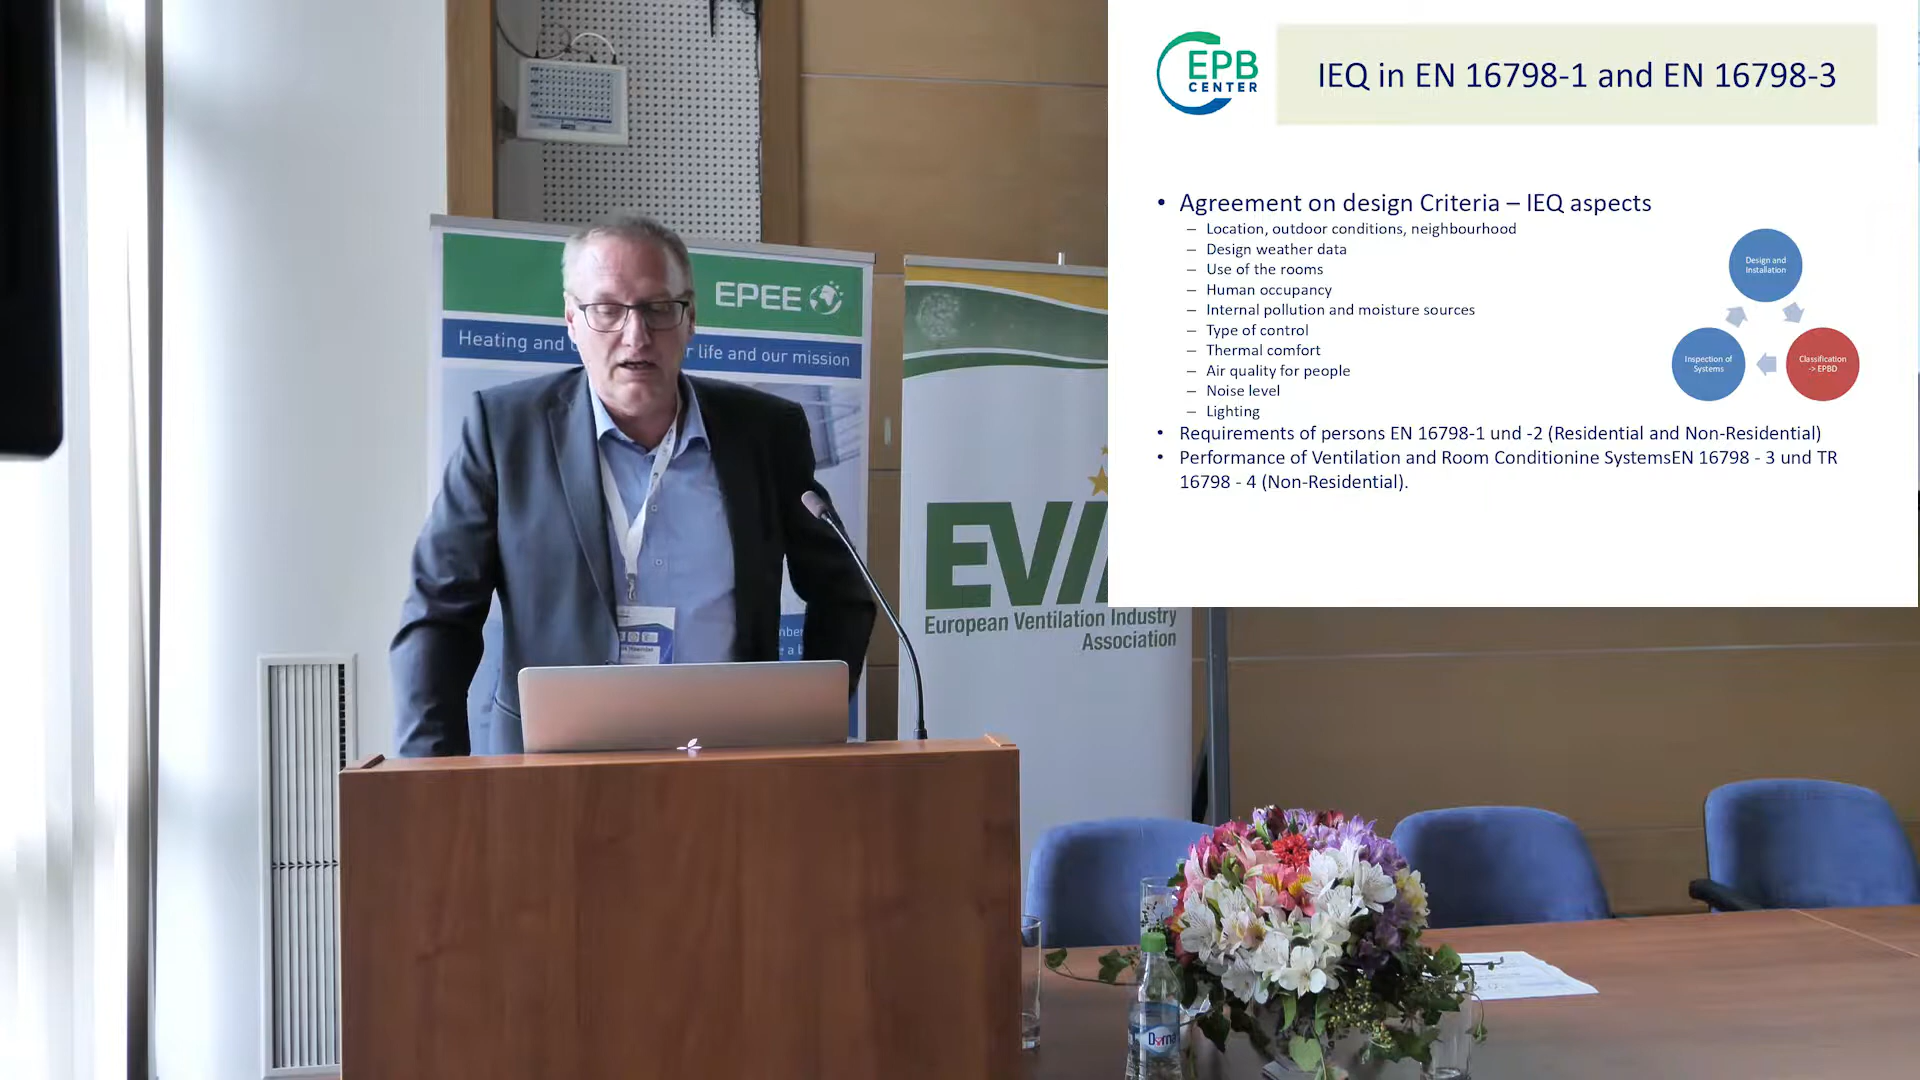 EPB
CENTER
IEQ in EN 16798-1 and EN 16798-3
• Agreement on design Criteria – IEQ aspects
– Location, outdoor conditions, neighbourhood
– Design weather data
– Use of the rooms
– Human occupancy
– Internal pollution and moisture sources
– Type of control
– Thermal comfort
– Air quality for people
– Noise level
– Lighting
• Requirements of persons EN 16798-1 und -2 (Residential and Non-Residential)
• Performance of Ventilation and Room Conditionine SystemsEN 16798 - 3 und TR
16798 - 4 (Non-Residential).
Design and
Installation
Classification
-> EPBD
Inspection of
Systems
EPEE
Heating and
life and our mission
European Ventilation Industry
Association
Dorna